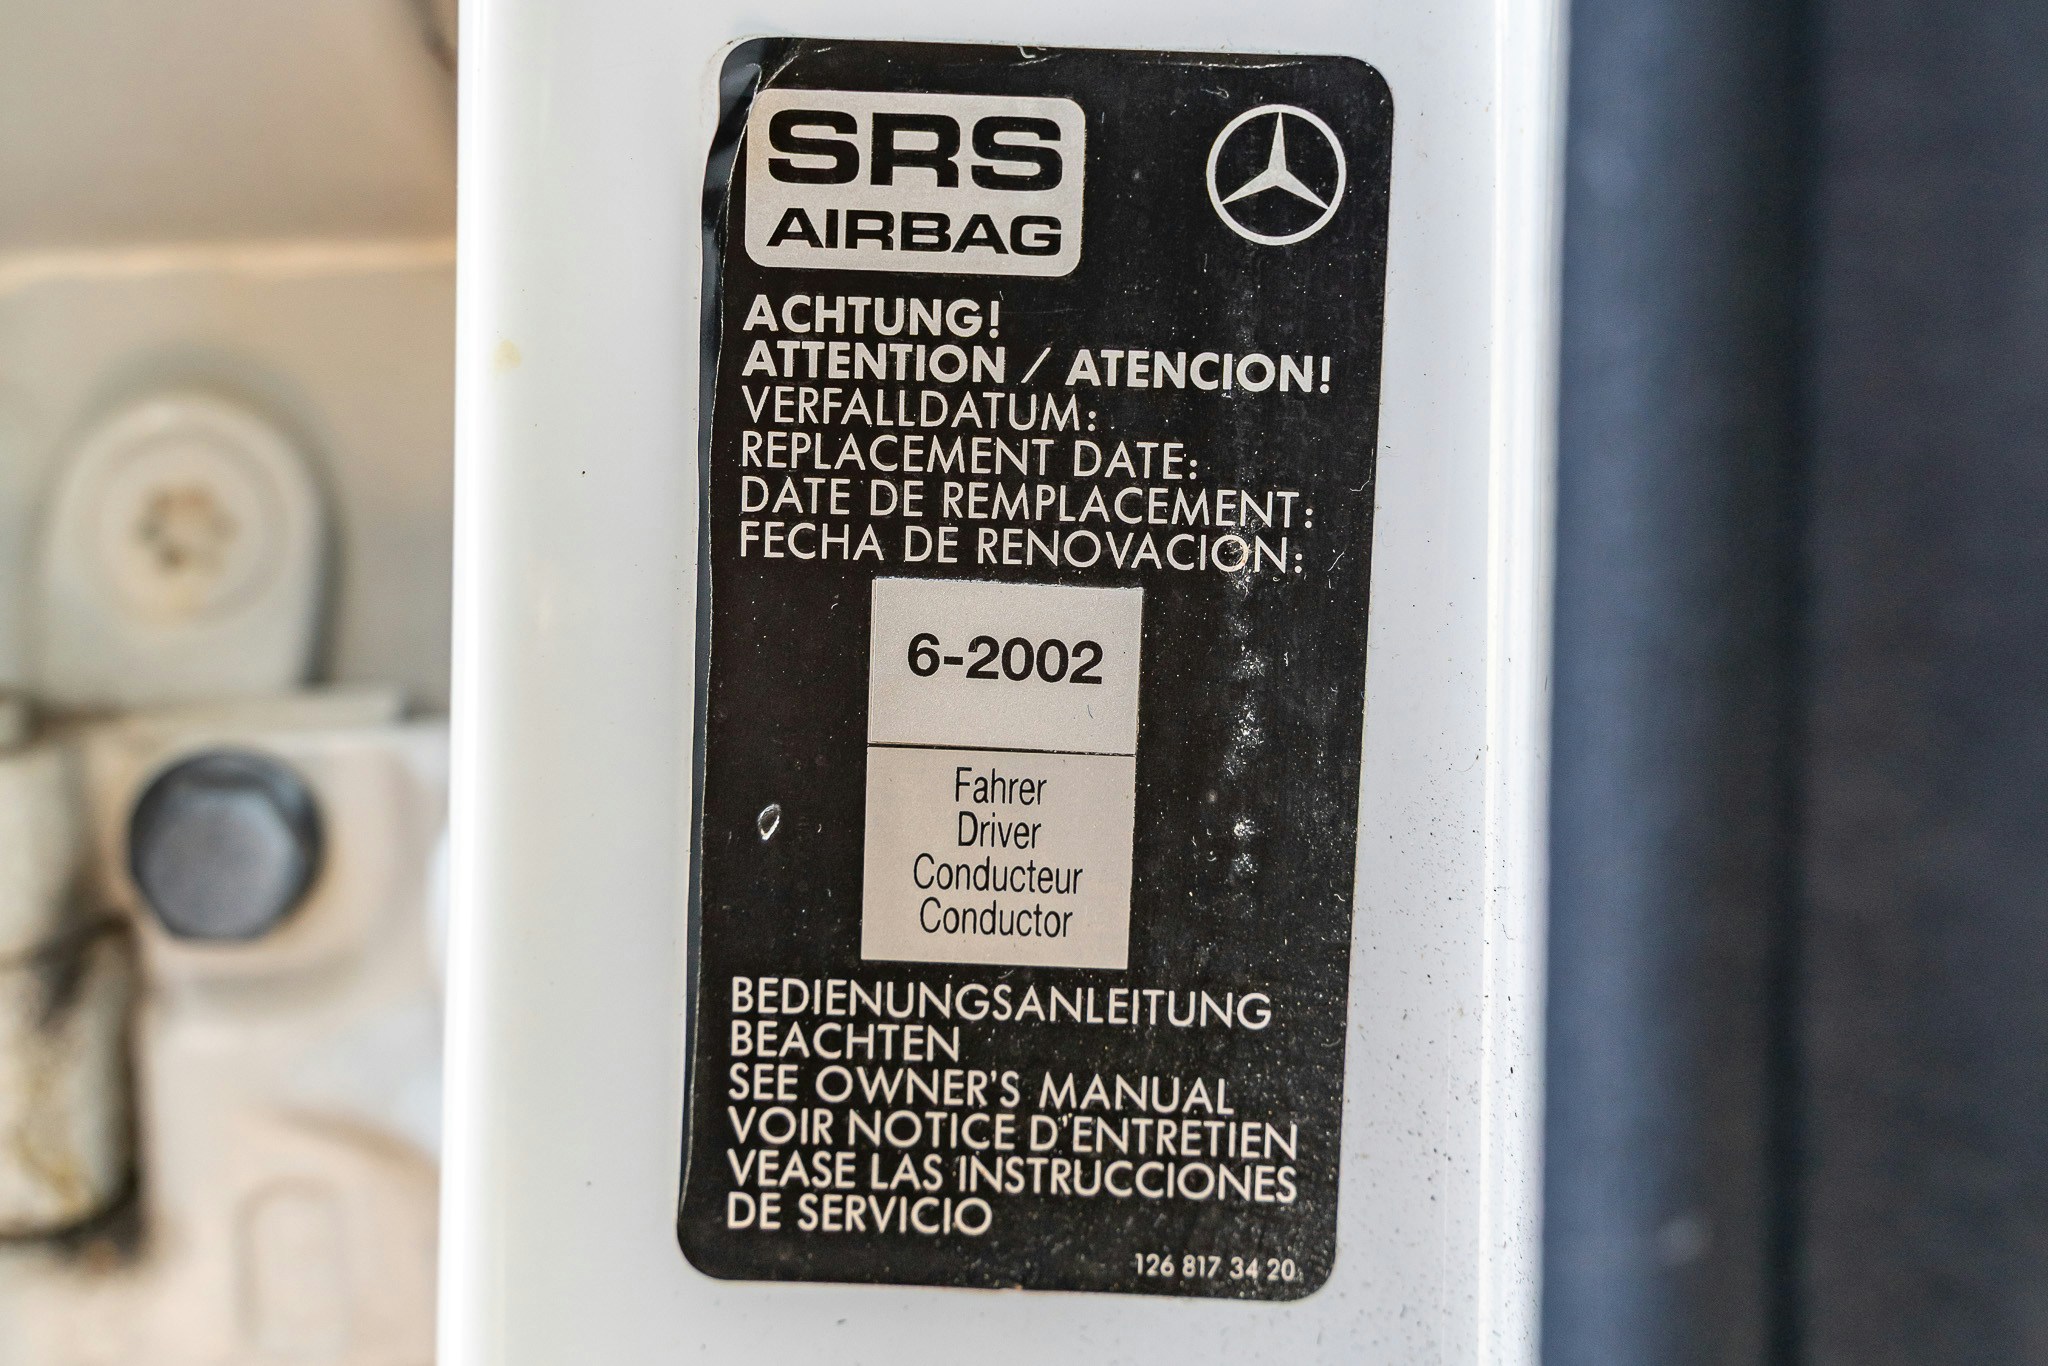 SRS
AIRBAG
ACHTUNG!
ATTENTION / ATENCION!
VERFALLDATUM:
REPLACEMENT DATE:
DATE DE REMPLACEMENT:
FECHA DE RENOVACION:
6-2002
Fahrer
Driver
Conducteur
Conductor
BEDIENUNGSANLEITUNG
BEACHTEN
SEE OWNER'S MANUAL
VOIR NOTICE D'ENTRETIEN
VEASE LAS INSTRUCCIONES
DE SERVICIO
126 817 34 20